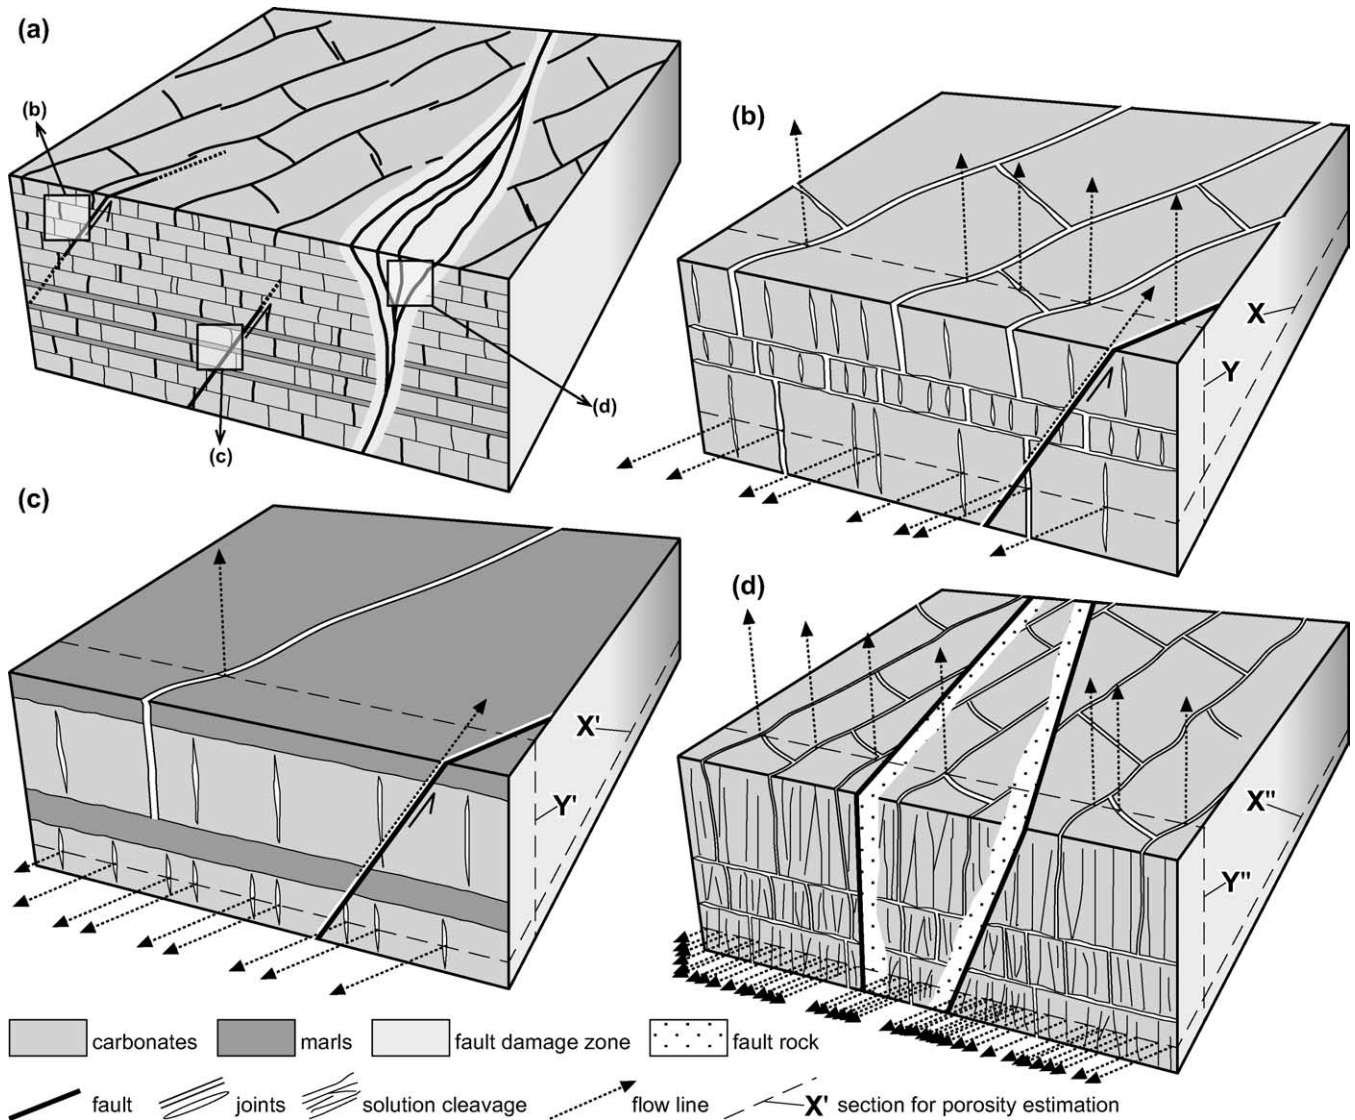 (a)
(b)
(c)
(d)
(b)
X
Y
(c)
X'
Y'
(d)
X"
Y"
carbonates
marls
fault damage zone
fault rock
fault
joints
solution cleavage
flow line
X' section for porosity estimation